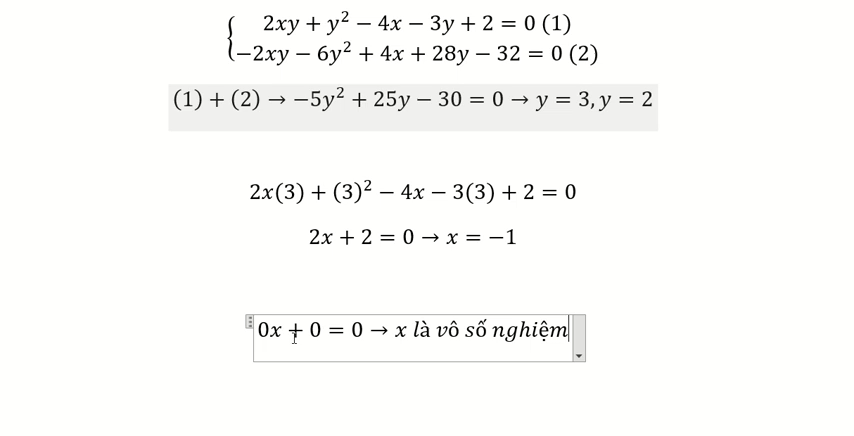 2xy + y² − 4x − 3y + 2 = 0 (1)
−2xy − 6y² + 4x + 28y − 32 = 0 (2)
(1) + (2) → −5y² + 25y − 30 = 0 → y = 3, y = 2
2x(3) + (3)² − 4x − 3(3) + 2 = 0
2x + 2 = 0 → x = −1
0x + 0 = 0 → x là vô số nghiệm